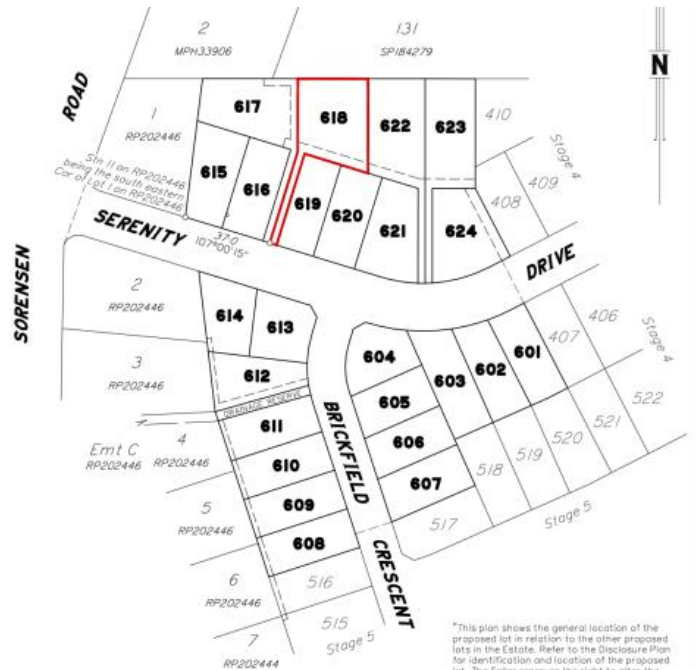 2
MPH33906
131
SP184279
N
ROAD
617
618
622
623
410
Stage 4
1
RP202446
Stn II on RP202446
being the south eastern
Cor of Lot I on RP202446
615
616
619
620
621
624
408
409
SERENITY
37·0
107°00'15"
DRIVE
SORENSEN
2
RP202446
614
613
604
603
602
601
407
406
Stage 4
3
RP202446
612
DRAINAGE RESERVE
605
606
607
611
610
609
608
BRICKFIELD
CRESCENT
Emt C
RP202446
4
RP202446
5
RP202446
6
RP202446
7
RP202444
516
515
Stage 5
517
518
519
520
521
522
Stage 5
"This plan shows the general location of the
proposed lot in relation to the other proposed
lots in the Estate. Refer to the Disclosure Plan
for identification and location of the proposed